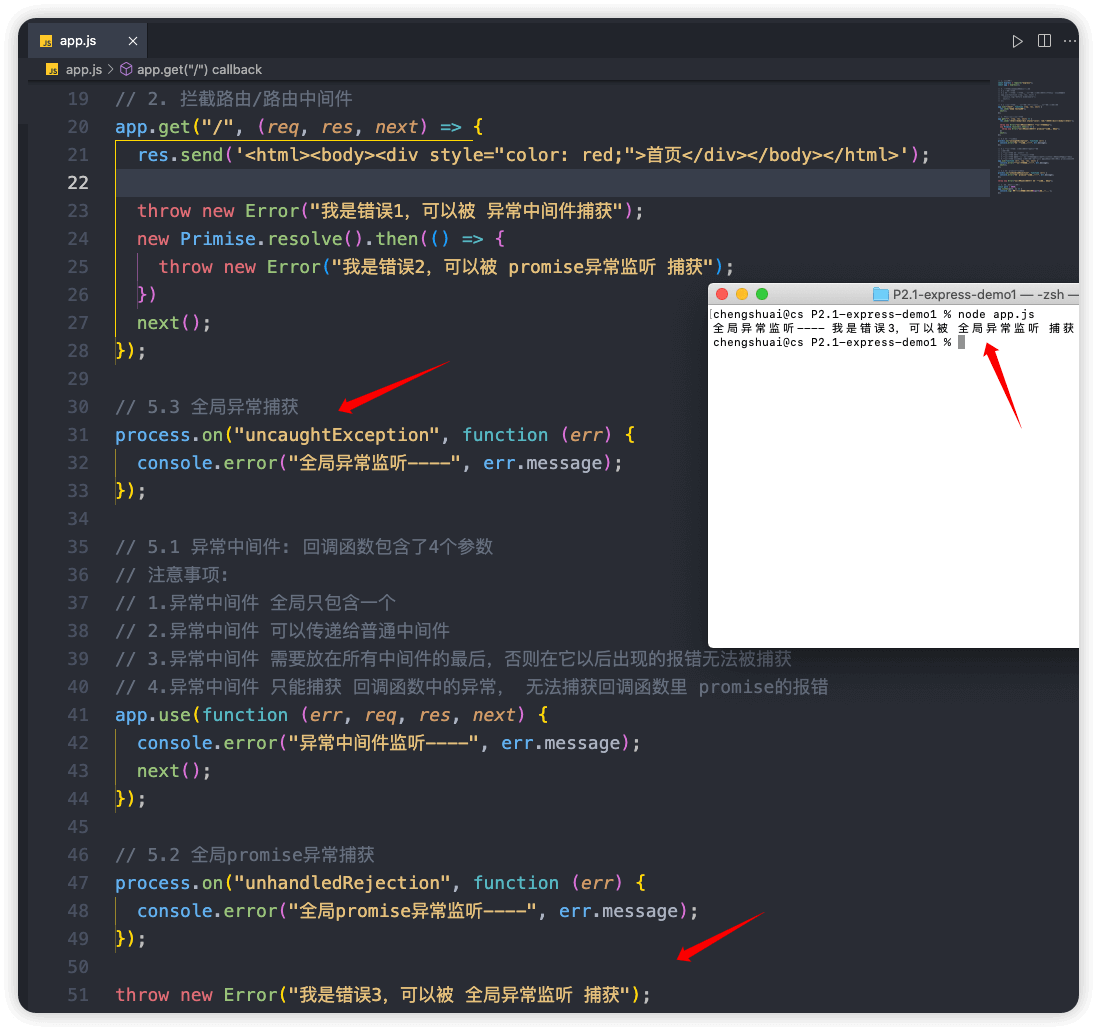 app.js
app.js > app.get("/") callback
19 // 2. 拦截路由/路由中间件
20 app.get("/", (req, res, next) => {
21 res.send('<html><body><div style="color: red;">首页</div></body></html>');
22
23 throw new Error("我是错误1，可以被 异常中间件捕获");
24 new Primise.resolve().then(() => {
25 throw new Error("我是错误2，可以被 promise异常监听 捕获");
26 })
27 next();
28 });
29
30 // 5.3 全局异常捕获
31 process.on("uncaughtException", function (err) {
32 console.error("全局异常监听----", err.message);
33 });
34
35 // 5.1 异常中间件: 回调函数包含了4个参数
36 // 注意事项:
37 // 1.异常中间件 全局只包含一个
38 // 2.异常中间件 可以传递给普通中间件
39 // 3.异常中间件 需要放在所有中间件的最后，否则在它以后出现的报错无法被捕获
40 // 4.异常中间件 只能捕获 回调函数中的异常， 无法捕获回调函数里 promise的报错
41 app.use(function (err, req, res, next) {
42 console.error("异常中间件监听----", err.message);
43 next();
44 });
45
46 // 5.2 全局promise异常捕获
47 process.on("unhandledRejection", function (err) {
48 console.error("全局promise异常监听----", err.message);
49 });
50
51 throw new Error("我是错误3，可以被 全局异常监听 捕获");
P2.1-express-demo1 — -zsh —
[chengshuai@cs P2.1-express-demo1 % node app.js
全局异常监听---- 我是错误3，可以被 全局异常监听 捕获
chengshuai@cs P2.1-express-demo1 %